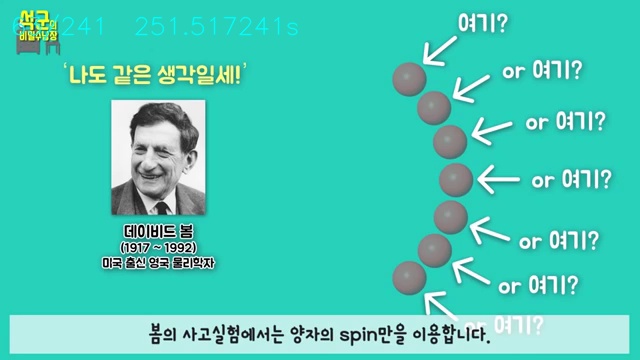 석군의
비밀수납장
241 251.517241s
'나도 같은 생각일세!'
데이비드 봄
(1917 ~ 1992)
미국 출신 영국 물리학자
여기?
or 여기?
or 여기?
or 여기?
or 여기?
or 여기?
or 여기?
봄의 사고실험에서는 양자의 spin만을 이용합니다.